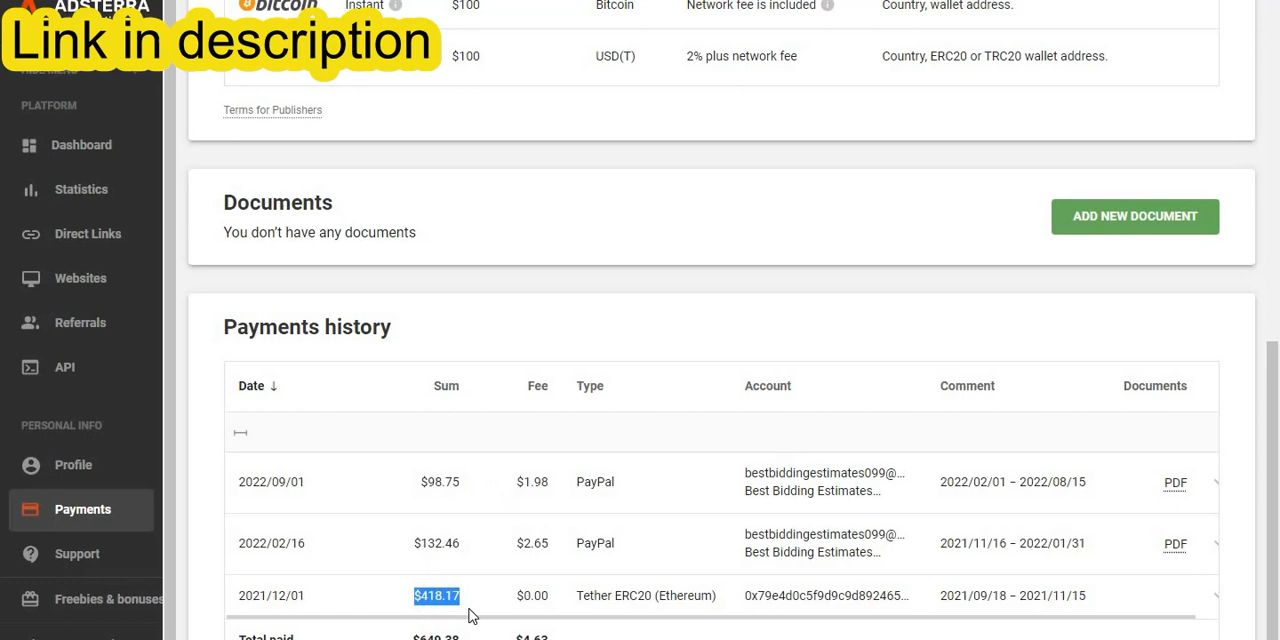 ADSTERRA
Link in description
bitcoin Instant $100 Bitcoin Network fee is included Country, wallet address.
$100 USD(T) 2% plus network fee Country, ERC20 or TRC20 wallet address.
Terms for Publishers
PLATFORM
Dashboard
Statistics
Direct Links
Websites
Referrals
API
PERSONAL INFO
Profile
Payments
Support
Freebies & bonuses
Documents
You don't have any documents
ADD NEW DOCUMENT
Payments history
Date ↓ Sum Fee Type Account Comment Documents
2022/09/01 $98.75 $1.98 PayPal bestbiddingestimates099@... 2022/02/01 – 2022/08/15 PDF
Best Bidding Estimates...
2022/02/16 $132.46 $2.65 PayPal bestbiddingestimates099@... 2021/11/16 – 2022/01/31 PDF
Best Bidding Estimates...
2021/12/01 $418.17 $0.00 Tether ERC20 (Ethereum) 0x79e4d0c5f9d9c9d892465... 2021/09/18 – 2021/11/15
Total paid $649.38 $4.63